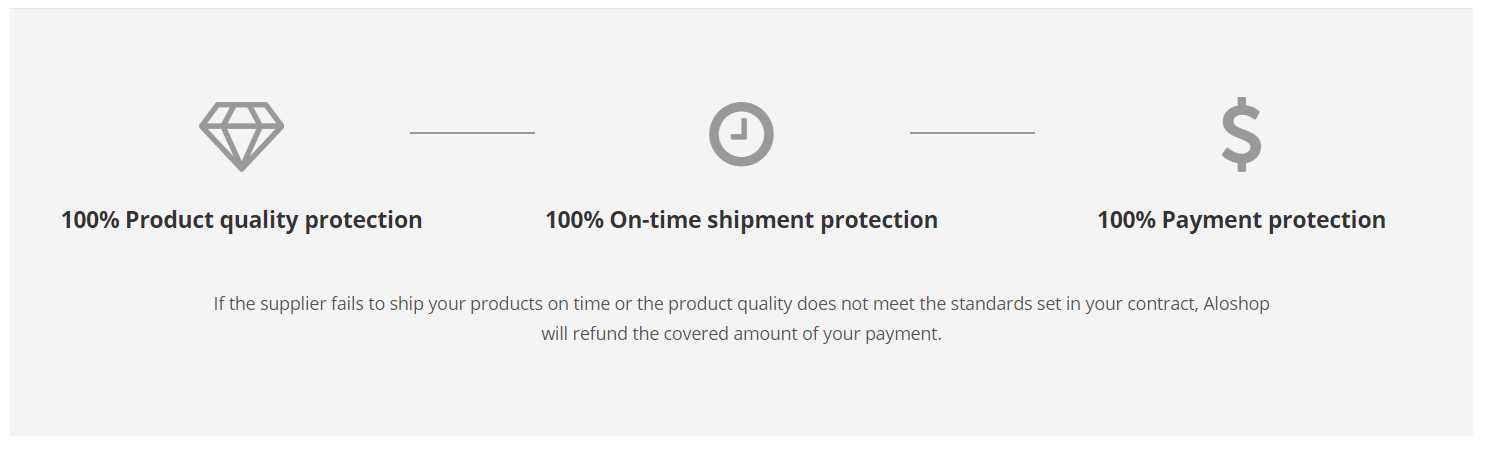 100% Product quality protection
100% On-time shipment protection
100% Payment protection
If the supplier fails to ship your products on time or the product quality does not meet the standards set in your contract, Aloshop
will refund the covered amount of your payment.